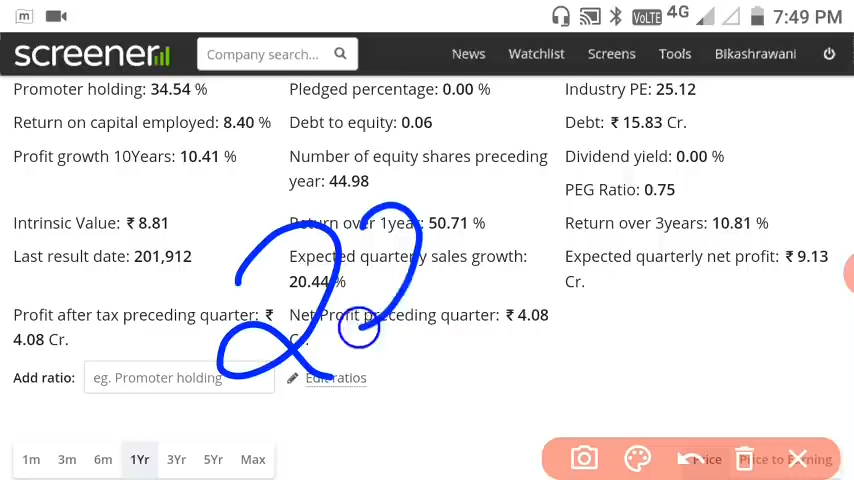 m VoLTE 4G 7:49 PM
screener Company search... News Watchlist Screens Tools Bikashrawani
Promoter holding: 34.54 % Pledged percentage: 0.00 % Industry PE: 25.12
Return on capital employed: 8.40 % Debt to equity: 0.06 Debt: ₹ 15.83 Cr.
Profit growth 10Years: 10.41 % Number of equity shares preceding Dividend yield: 0.00 %
year: 44.98 PEG Ratio: 0.75
Intrinsic Value: ₹ 8.81 Return over 1year: 50.71 % Return over 3years: 10.81 %
Last result date: 201,912 Expected quarterly sales growth: Expected quarterly net profit: ₹ 9.13
20.44 % Cr.
Profit after tax preceding quarter: ₹ Net Profit preceding quarter: ₹ 4.08
4.08 Cr. Cr.
Add ratio: eg. Promoter holding Edit ratios
1m 3m 6m 1Yr 3Yr 5Yr Max Price Price to Earning